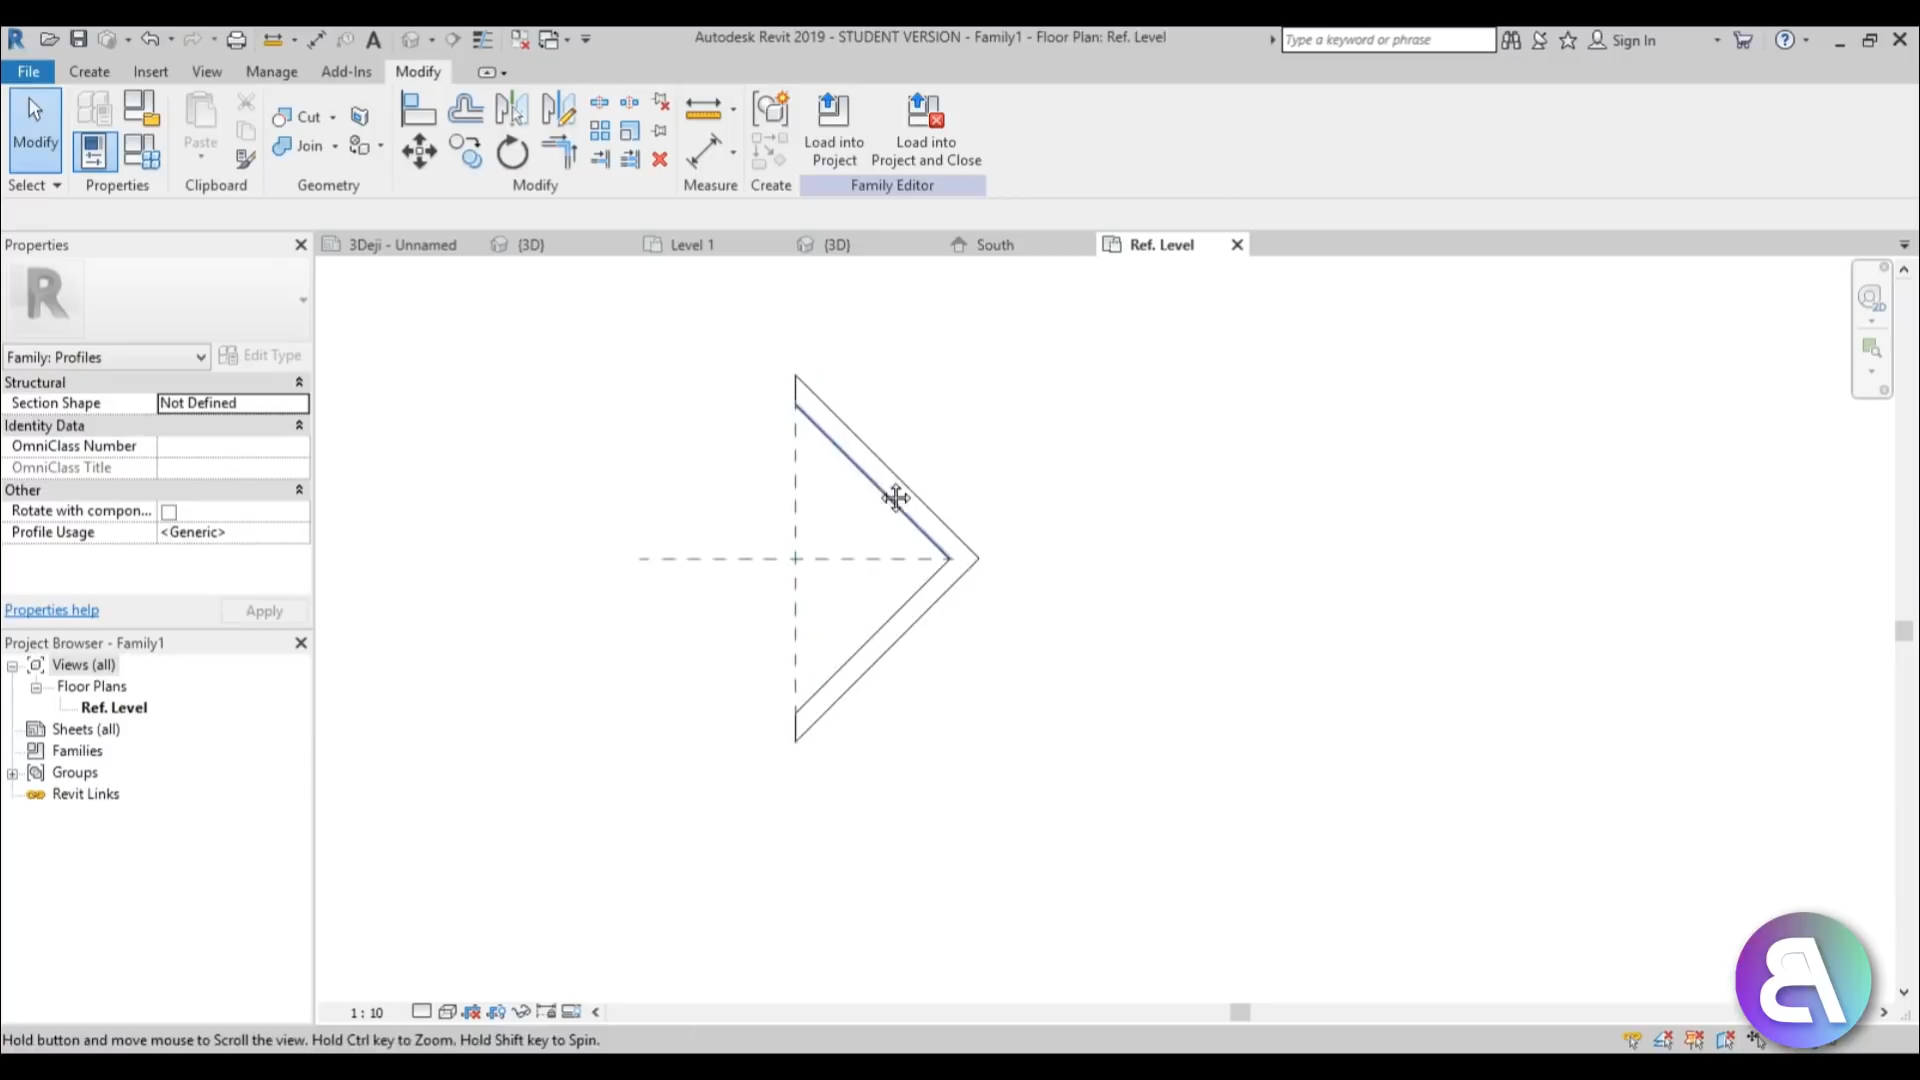 Autodesk Revit 2019 - STUDENT VERSION - Family1 - Floor Plan: Ref. Level
Type a keyword or phrase
Sign In
File Create Insert View Manage Add-Ins Modify
Modify
Paste
Cut
Join
Load into Project
Load into Project and Close
Select Properties Clipboard Geometry Modify Measure Create Family Editor
Properties
3Deji - Unnamed {3D} Level 1 {3D} South Ref. Level
R
Family: Profiles Edit Type
Structural
Section Shape Not Defined
Identity Data
OmniClass Number
OmniClass Title
Other
Rotate with compon...
Profile Usage <Generic>
Properties help Apply
Project Browser - Family1
Views (all)
Floor Plans
Ref. Level
Sheets (all)
Families
Groups
Revit Links
2D
1 : 10
Hold button and move mouse to Scroll the view. Hold Ctrl key to Zoom. Hold Shift key to Spin.